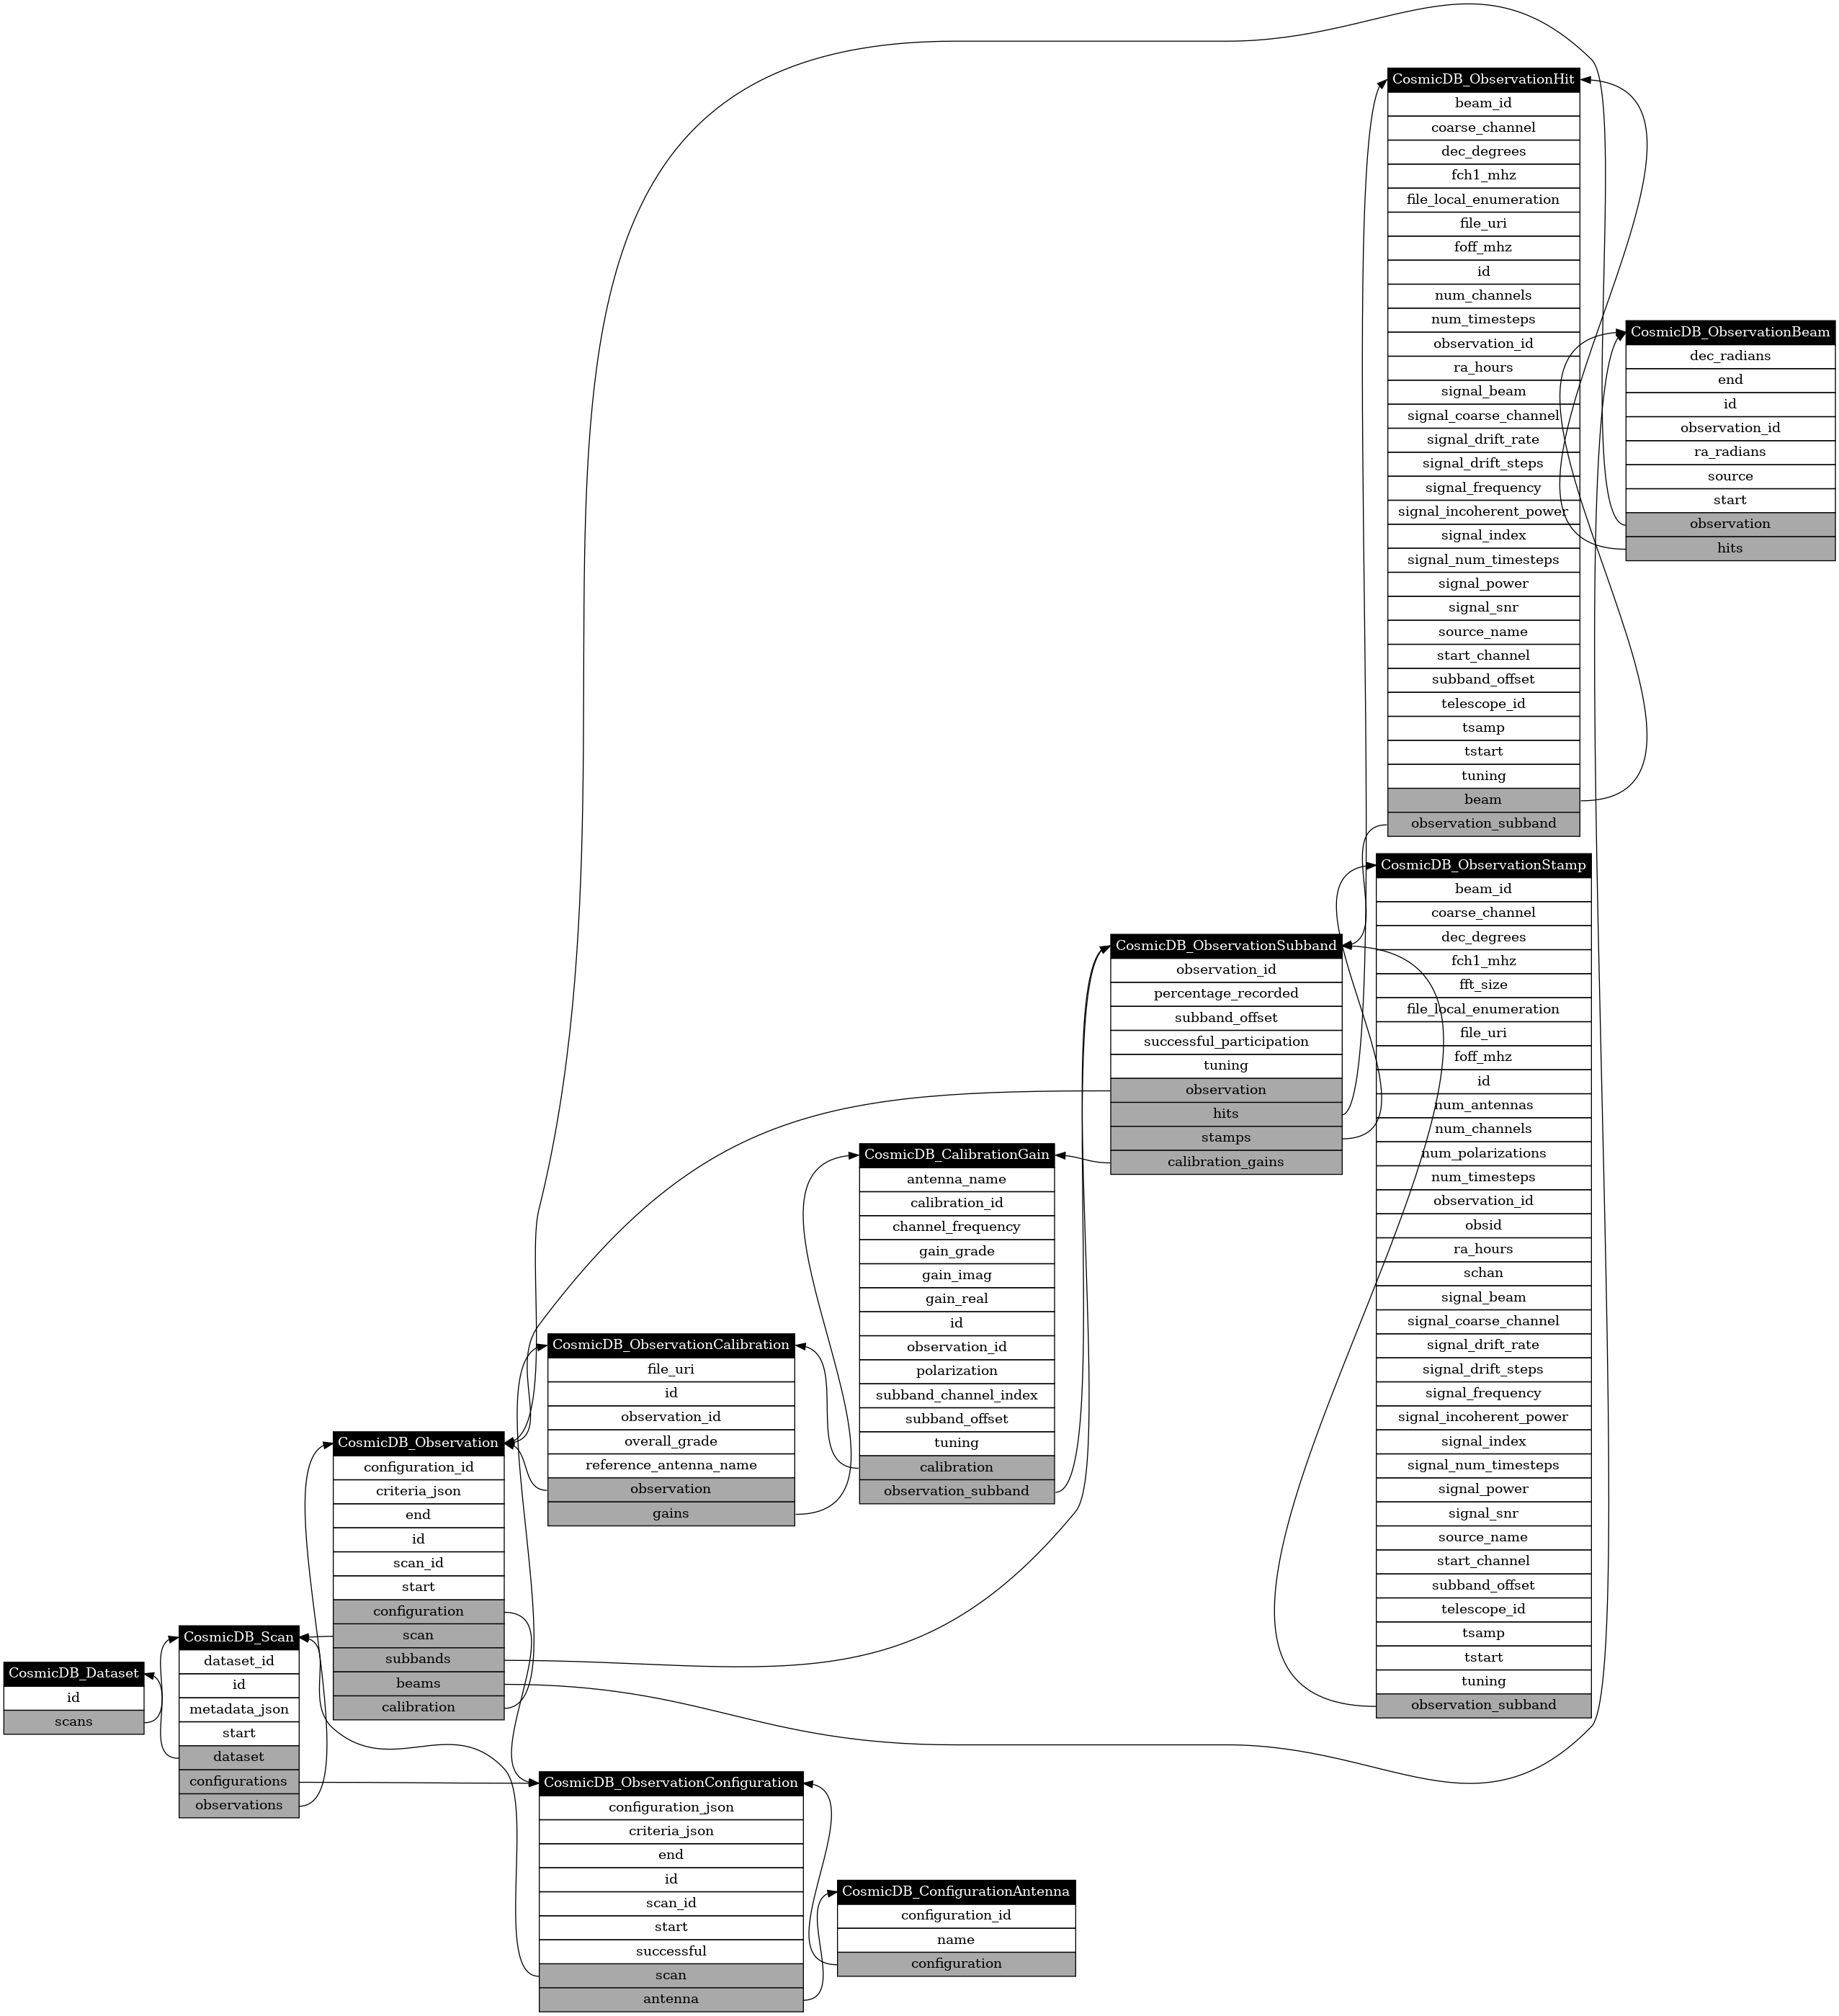 CosmicDB_ObservationHit
beam_id
coarse_channel
dec_degrees
fch1_mhz
file_local_enumeration
file_uri
foff_mhz
id
num_channels
num_timesteps
observation_id
ra_hours
signal_beam
signal_coarse_channel
signal_drift_rate
signal_drift_steps
signal_frequency
signal_incoherent_power
signal_index
signal_num_timesteps
signal_power
signal_snr
source_name
start_channel
subband_offset
telescope_id
tsamp
tstart
tuning
beam
observation_subband
CosmicDB_ObservationBeam
dec_radians
end
id
observation_id
ra_radians
source
start
observation
hits
CosmicDB_ObservationStamp
beam_id
coarse_channel
dec_degrees
fch1_mhz
fft_size
file_local_enumeration
file_uri
foff_mhz
id
num_antennas
num_channels
num_polarizations
num_timesteps
observation_id
obsid
ra_hours
schan
signal_beam
signal_coarse_channel
signal_drift_rate
signal_drift_steps
signal_frequency
signal_incoherent_power
signal_index
signal_num_timesteps
signal_power
signal_snr
source_name
start_channel
subband_offset
telescope_id
tsamp
tstart
tuning
observation_subband
CosmicDB_ObservationSubband
observation_id
percentage_recorded
subband_offset
successful_participation
tuning
observation
hits
stamps
calibration_gains
CosmicDB_CalibrationGain
antenna_name
calibration_id
channel_frequency
gain_grade
gain_imag
gain_real
id
observation_id
polarization
subband_channel_index
subband_offset
tuning
calibration
observation_subband
CosmicDB_ObservationCalibration
file_uri
id
observation_id
overall_grade
reference_antenna_name
observation
gains
CosmicDB_Observation
configuration_id
criteria_json
end
id
scan_id
start
configuration
scan
subbands
beams
calibration
CosmicDB_Scan
dataset_id
id
metadata_json
start
dataset
configurations
observations
CosmicDB_Dataset
id
scans
CosmicDB_ObservationConfiguration
configuration_json
criteria_json
end
id
scan_id
start
successful
scan
antenna
CosmicDB_ConfigurationAntenna
configuration_id
name
configuration